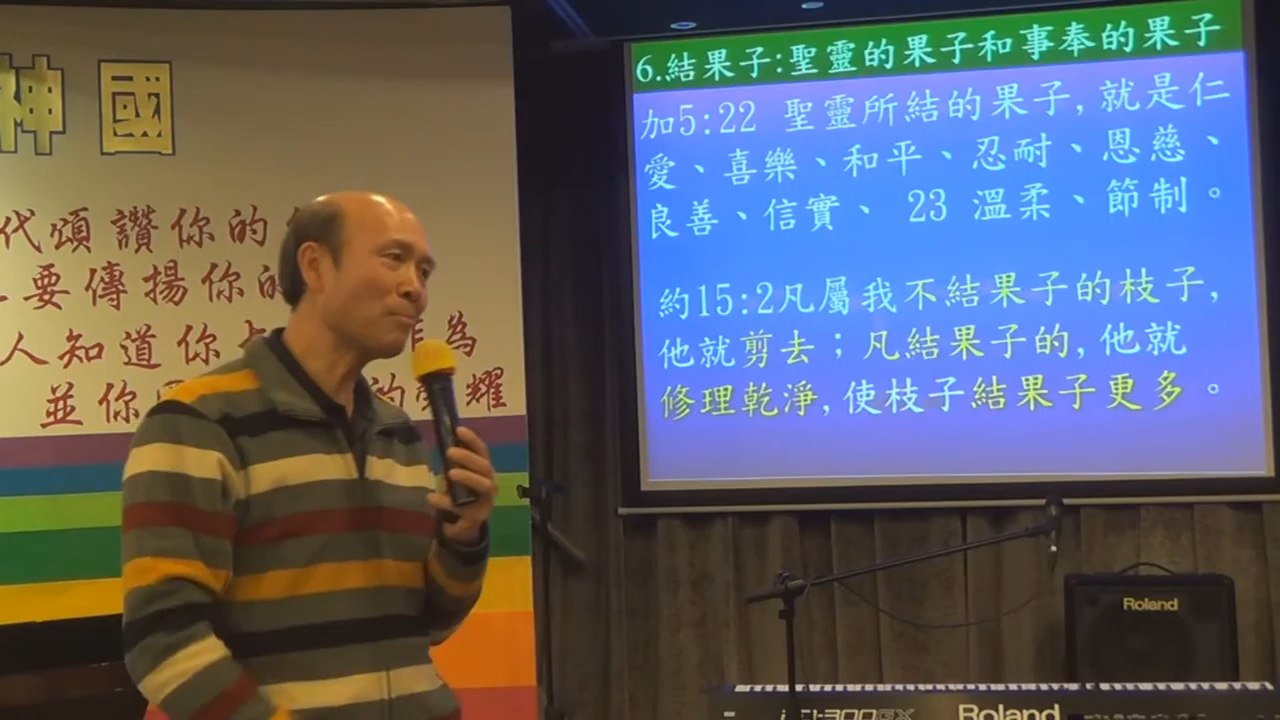 神國
代頌讚你的
要傳揚你的
人知道你 為
並你 的 耀
6.結果子:聖靈的果子和事奉的果子
加5:22 聖靈所結的果子,就是仁
愛、喜樂、和平、忍耐、恩慈、
良善、信實、 23 溫柔、節制。
約15:2凡屬我不結果子的枝子,
他就剪去；凡結果子的,他就
修理乾淨,使枝子結果子更多。
Roland
Roland